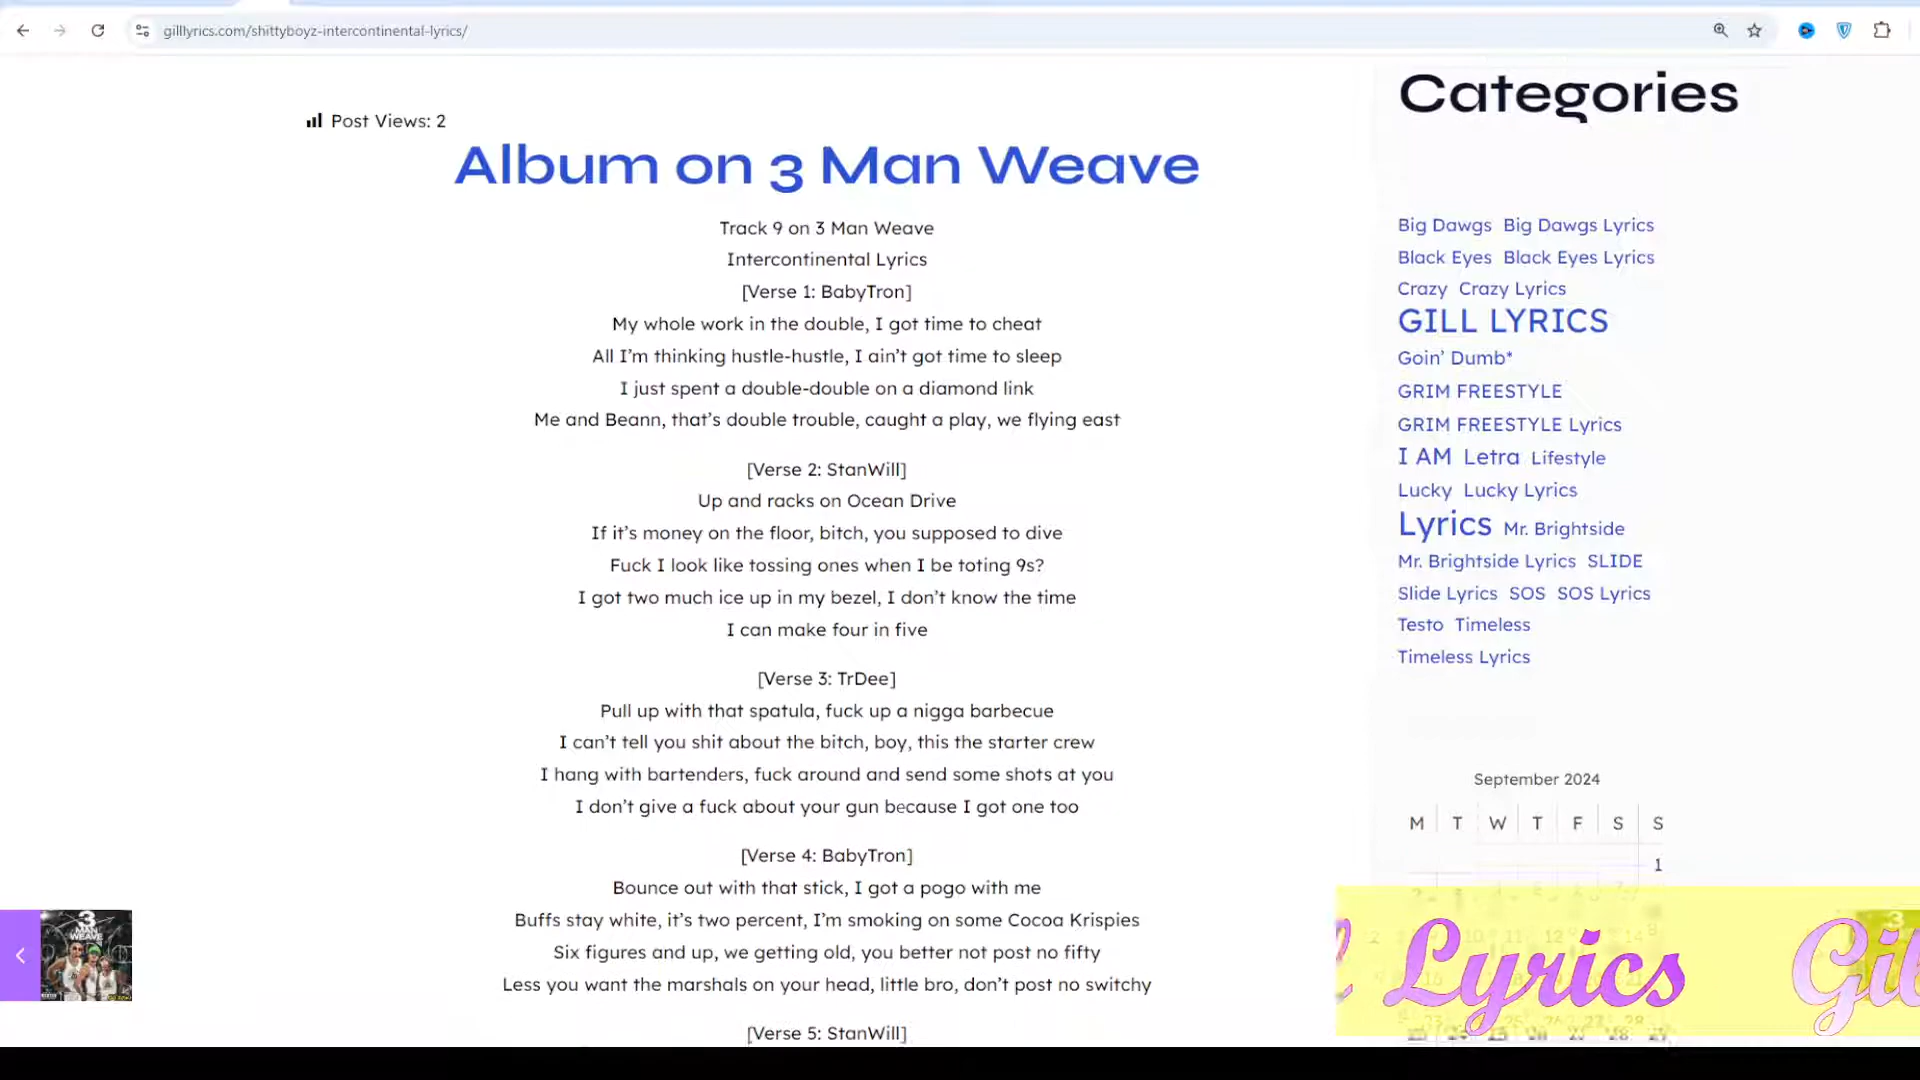 gilllyrics.com/shittyboyz-intercontinental-lyrics/
Post Views: 2
Album on 3 Man Weave
Track 9 on 3 Man Weave
Intercontinental Lyrics
[Verse 1: BabyTron]
My whole work in the double, I got time to cheat
All I’m thinking hustle-hustle, I ain’t got time to sleep
I just spent a double-double on a diamond link
Me and Beann, that’s double trouble, caught a play, we flying east
[Verse 2: StanWill]
Up and racks on Ocean Drive
If it’s money on the floor, bitch, you supposed to dive
Fuck I look like tossing ones when I be toting 9s?
I got two much ice up in my bezel, I don’t know the time
I can make four in five
[Verse 3: TrDee]
Pull up with that spatula, fuck up a nigga barbecue
I can’t tell you shit about the bitch, boy, this the starter crew
I hang with bartenders, fuck around and send some shots at you
I don’t give a fuck about your gun because I got one too
[Verse 4: BabyTron]
Bounce out with that stick, I got a pogo with me
Buffs stay white, it’s two percent, I’m smoking on some Cocoa Krispies
Six figures and up, we getting old, you better not post no fifty
Less you want the marshals on your head, little bro, don’t post no switchy
[Verse 5: StanWill]
Categories
Big Dawgs Big Dawgs Lyrics
Black Eyes Black Eyes Lyrics
Crazy Crazy Lyrics
GILL LYRICS
Goin’ Dumb*
GRIM FREESTYLE
GRIM FREESTYLE Lyrics
I AM Letra Lifestyle
Lucky Lucky Lyrics
Lyrics Mr. Brightside
Mr. Brightside Lyrics SLIDE
Slide Lyrics SOS SOS Lyrics
Testo Timeless
Timeless Lyrics
September 2024
M T W T F S S
1
Lyrics
3 MAN WEAVE